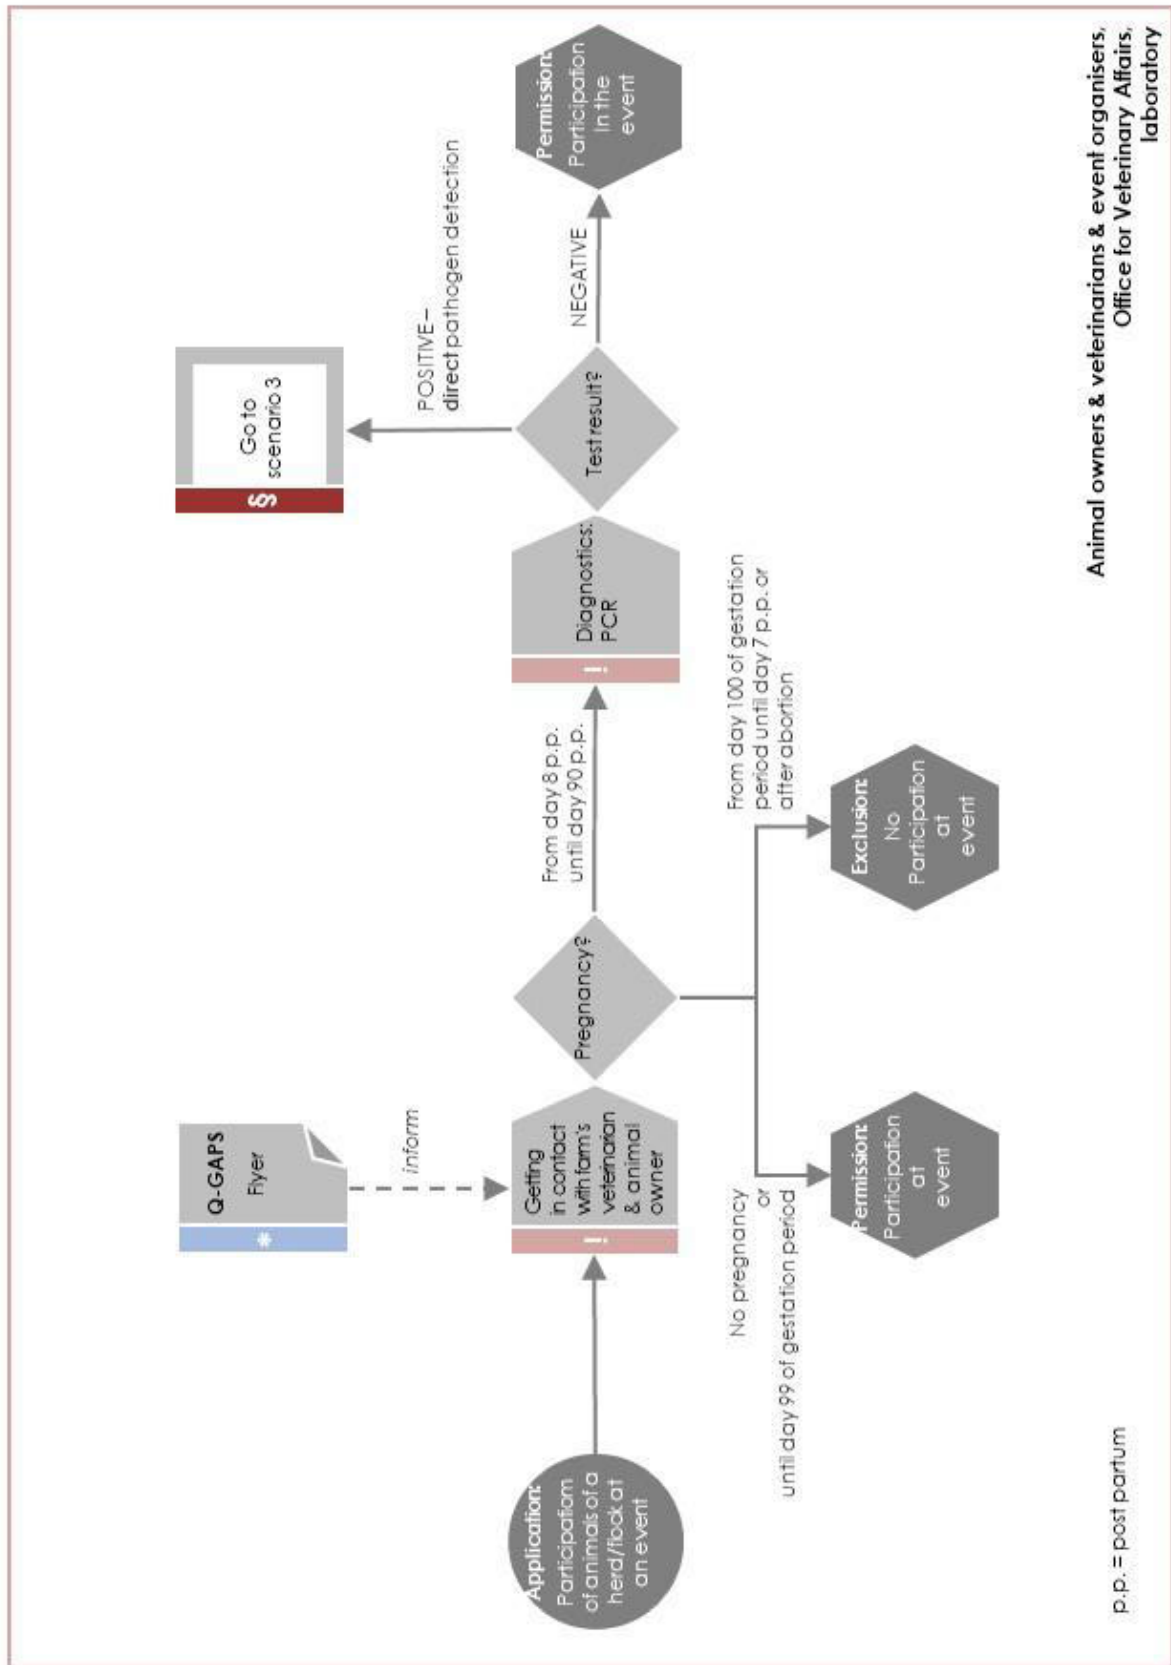 Application:
Participatiom
of animals of a
herd/flock at
an event
Q-GAPS
Flyer
*
inform
Getting
in contact
with farm's
veterinarian
& animal
owner
!
Pregnancy?
No pregnancy
or
until day 99 of gestation period
Permission:
Participation
at
event
From day 100 of gestation
period until day 7 p.p. or
after abortion
Exclusion:
No
Participation
at
event
From day 8 p.p.
until day 90 p.p.
Diagnostics:
PCR
!
Test result?
POSITIVE–
direct pathogen detection
Go to
scenario 3
§
NEGATIVE
Permission:
Participation
In the
event
p.p. = post partum
Animal owners & veterinarians & event organisers,
Office for Veterinary Affairs,
laboratory